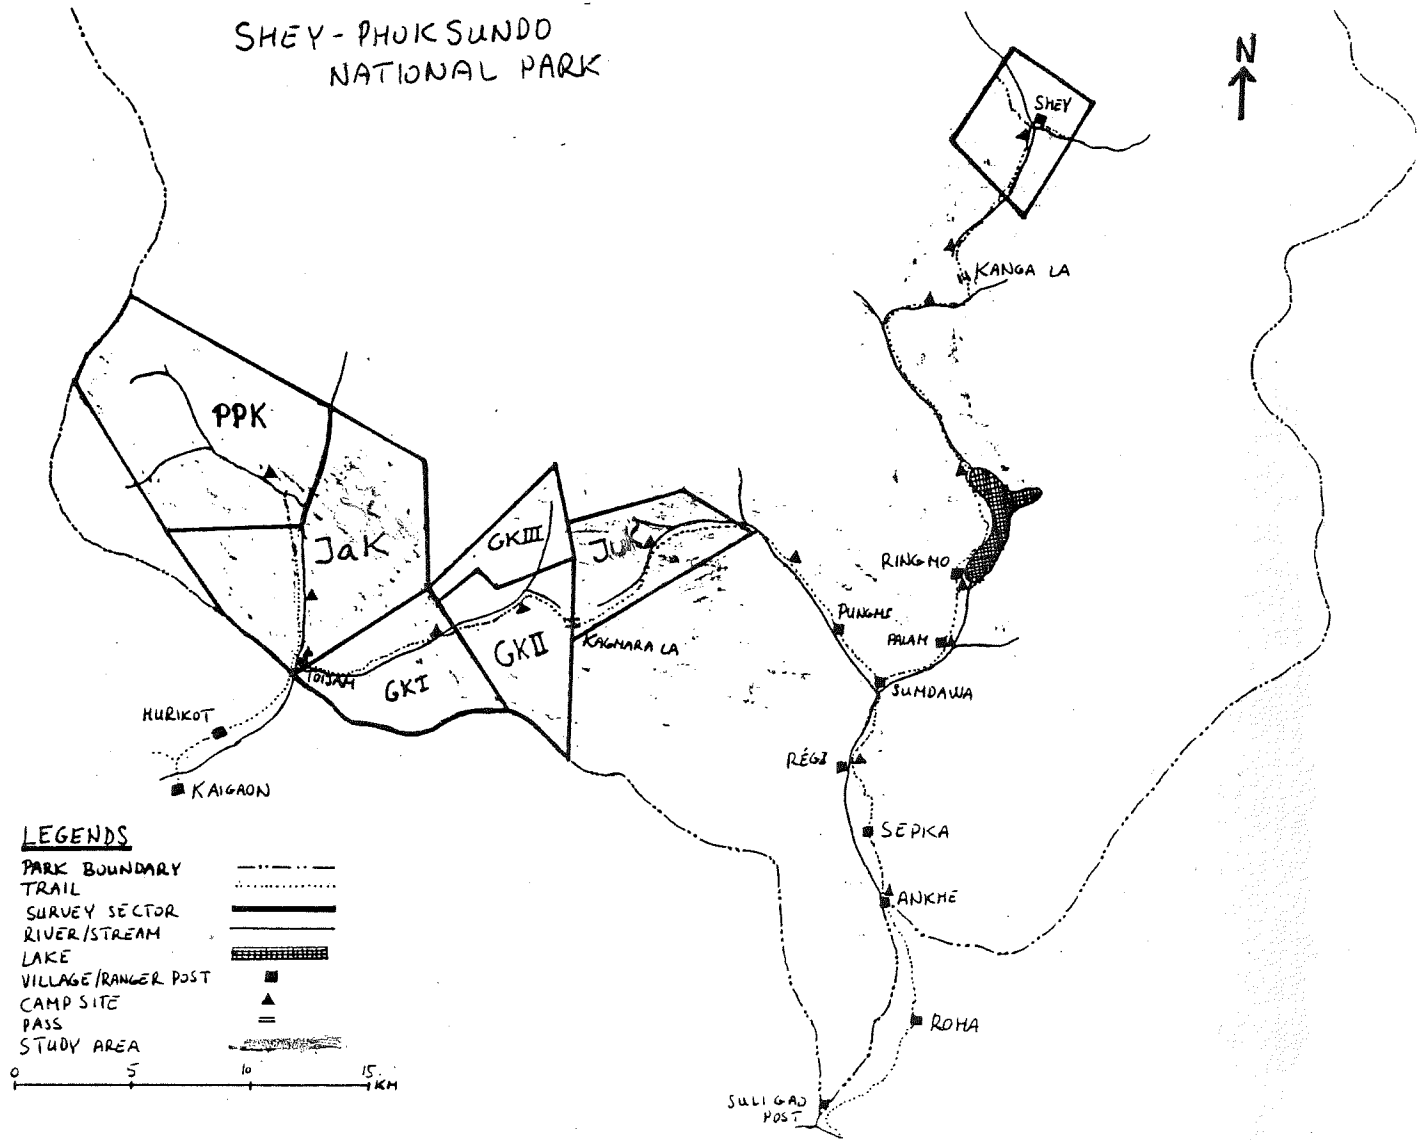 SHEY-PHUKSUNDO
NATIONAL PARK
N
SHEY
KANGA LA
PPK
JaK
GKIII
JuK
RINGMO
PUNGME
PALAM
KAGMARA LA
GKII
TOIJAM
GKI
SUMDAWA
HURIKOT
RÉGI
KAIGAON
SEPKA
ANKHE
ROHA
SULIGAD
POST
LEGENDS
PARK BOUNDARY
TRAIL
SURVEY SECTOR
RIVER/STREAM
LAKE
VILLAGE/RANGER POST
CAMP SITE
PASS
STUDY AREA
0 5 10 15 KM